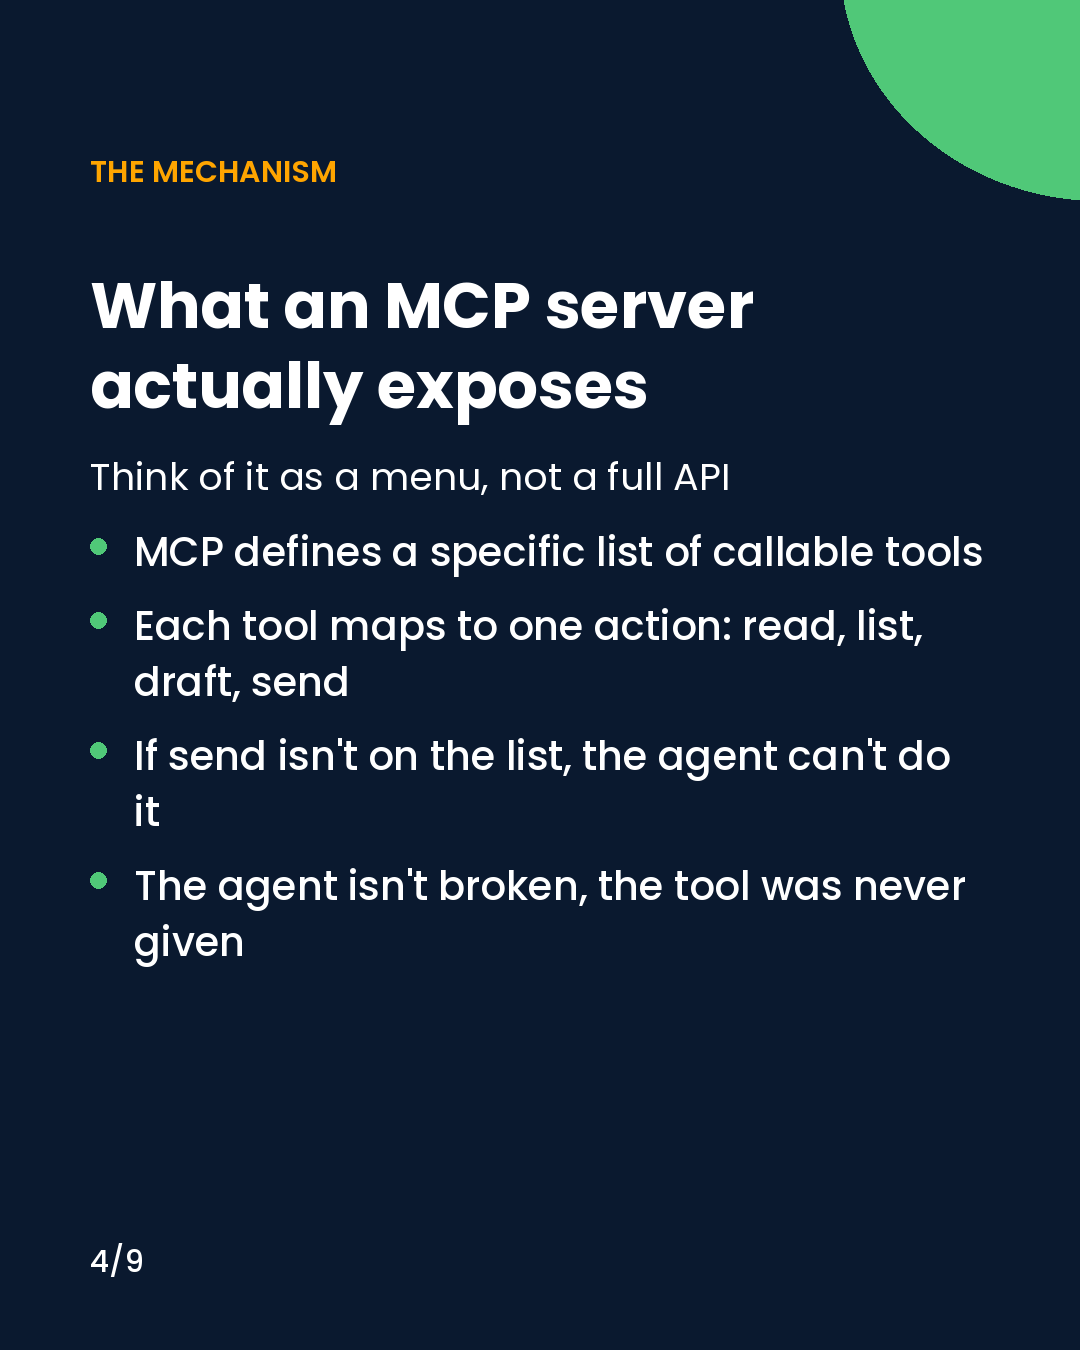 THE MECHANISM
What an MCP server
actually exposes
Think of it as a menu, not a full API
MCP defines a specific list of callable tools
Each tool maps to one action: read, list,
draft, send
If send isn't on the list, the agent can't do
it
The agent isn't broken, the tool was never
given
4/9